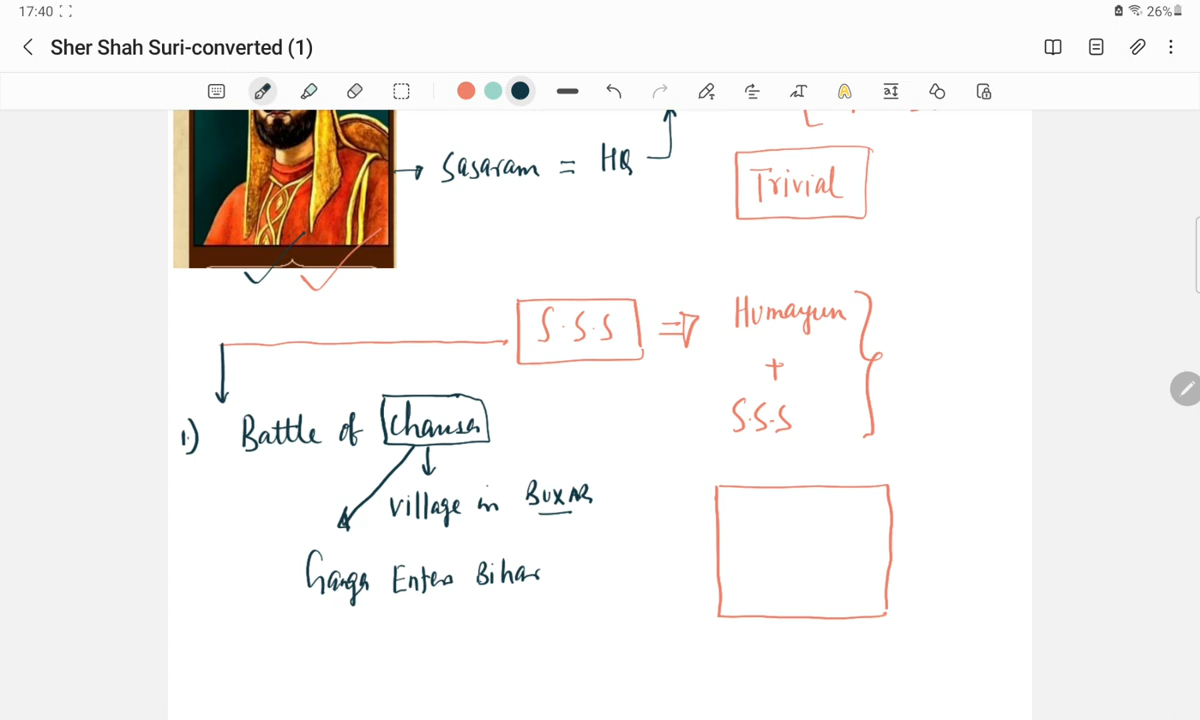 17:40
26%
Sher Shah Suri-converted (1)
Sasaram = HQ
Trivial
S.S.S ⇒ Humayun
+
S.S.S
1.) Battle of Chausa
Village in BUXAR
Ganga Enters Bihar